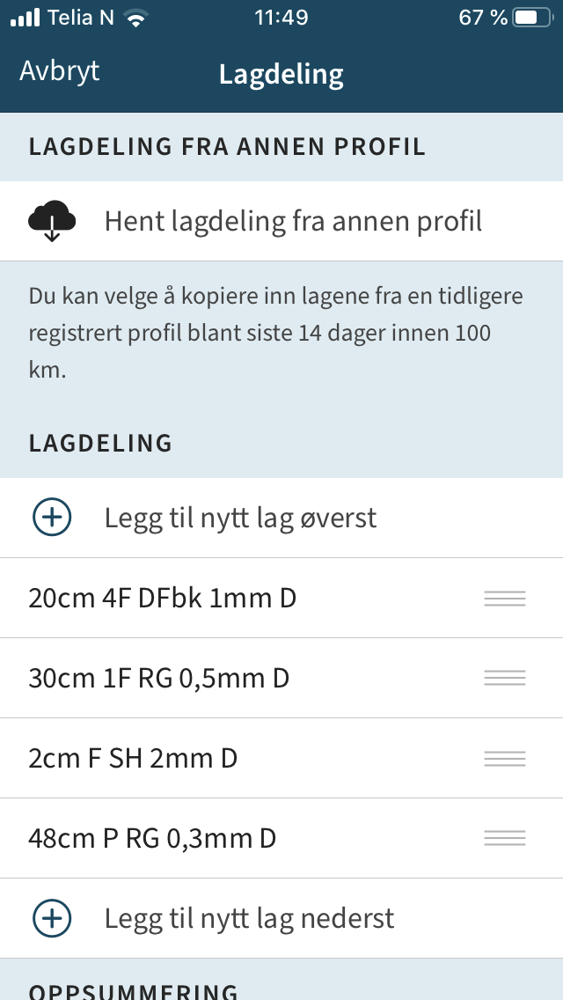 Telia N 11:49 67 %
Avbryt Lagdeling
LAGDELING FRA ANNEN PROFIL
Hent lagdeling fra annen profil
Du kan velge å kopiere inn lagene fra en tidligere
registrert profil blant siste 14 dager innen 100
km.
LAGDELING
Legg til nytt lag øverst
20cm 4F DFbk 1mm D
30cm 1F RG 0,5mm D
2cm F SH 2mm D
48cm P RG 0,3mm D
Legg til nytt lag nederst
OPPSUMMERING